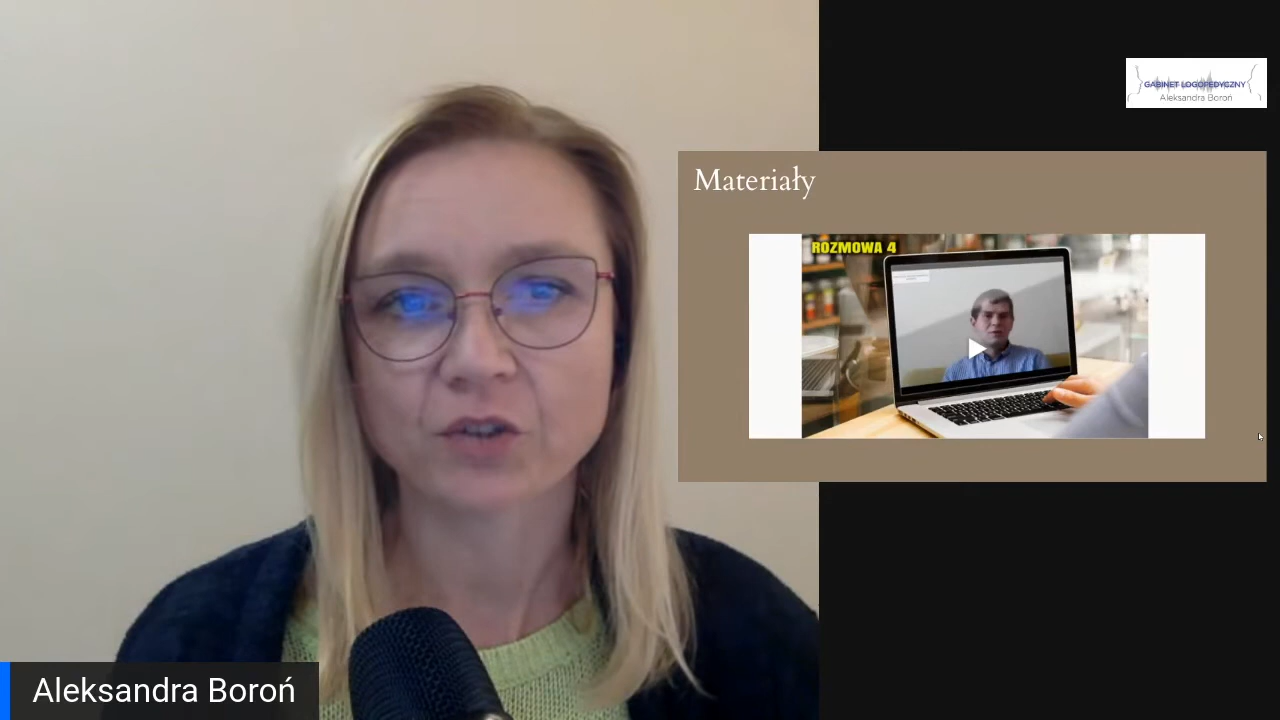 GABINET LOGOPEDYCZNY
Aleksandra Boroń
Materiały
ROZMOWA 4
Aleksandra Boroń